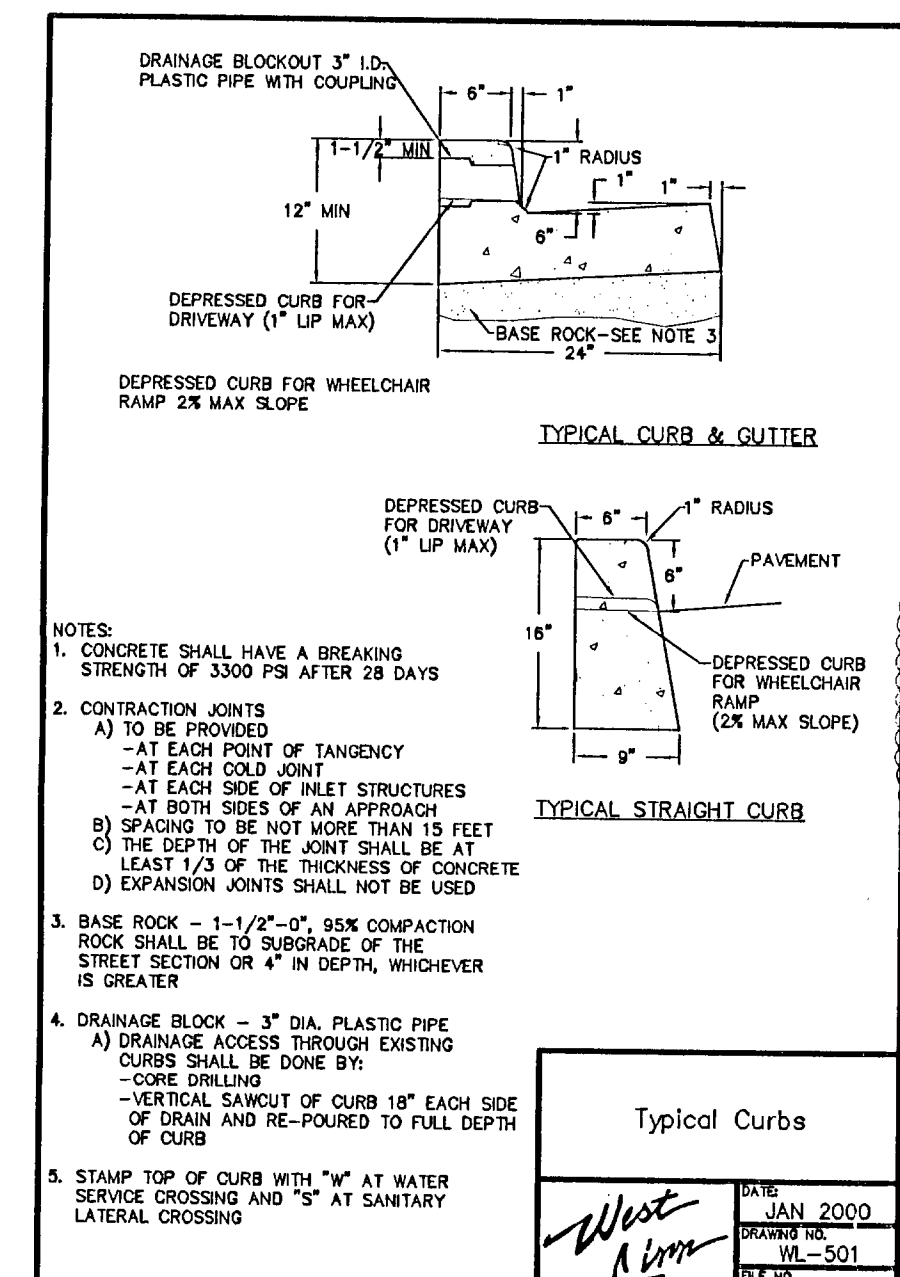 DRAINAGE BLOCKOUT 3" I.D.
PLASTIC PIPE WITH COUPLING
6"
1"
1-1/2" MIN
1" RADIUS
1"
1"
12" MIN
6"
DEPRESSED CURB FOR
DRIVEWAY (1" LIP MAX)
BASE ROCK-SEE NOTE 3
24"
DEPRESSED CURB FOR WHEELCHAIR
RAMP 2% MAX SLOPE
TYPICAL CURB & GUTTER
DEPRESSED CURB
FOR DRIVEWAY
(1" LIP MAX)
6"
1" RADIUS
6"
PAVEMENT
16"
DEPRESSED CURB
FOR WHEELCHAIR
RAMP
(2% MAX SLOPE)
9"
TYPICAL STRAIGHT CURB
NOTES:
1. CONCRETE SHALL HAVE A BREAKING
STRENGTH OF 3300 PSI AFTER 28 DAYS
2. CONTRACTION JOINTS
A) TO BE PROVIDED
-AT EACH POINT OF TANGENCY
-AT EACH COLD JOINT
-AT EACH SIDE OF INLET STRUCTURES
-AT BOTH SIDES OF AN APPROACH
B) SPACING TO BE NOT MORE THAN 15 FEET
C) THE DEPTH OF THE JOINT SHALL BE AT
LEAST 1/3 OF THE THICKNESS OF CONCRETE
D) EXPANSION JOINTS SHALL NOT BE USED
3. BASE ROCK - 1-1/2"-0", 95% COMPACTION
ROCK SHALL BE TO SUBGRADE OF THE
STREET SECTION OR 4" IN DEPTH, WHICHEVER
IS GREATER
4. DRAINAGE BLOCK - 3" DIA. PLASTIC PIPE
A) DRAINAGE ACCESS THROUGH EXISTING
CURBS SHALL BE DONE BY:
-CORE DRILLING
-VERTICAL SAWCUT OF CURB 18" EACH SIDE
OF DRAIN AND RE-POURED TO FULL DEPTH
OF CURB
5. STAMP TOP OF CURB WITH "W" AT WATER
SERVICE CROSSING AND "S" AT SANITARY
LATERAL CROSSING
Typical Curbs
West
Linn
DATE:
JAN 2000
DRAWING NO.
WL-501
FILE NO.